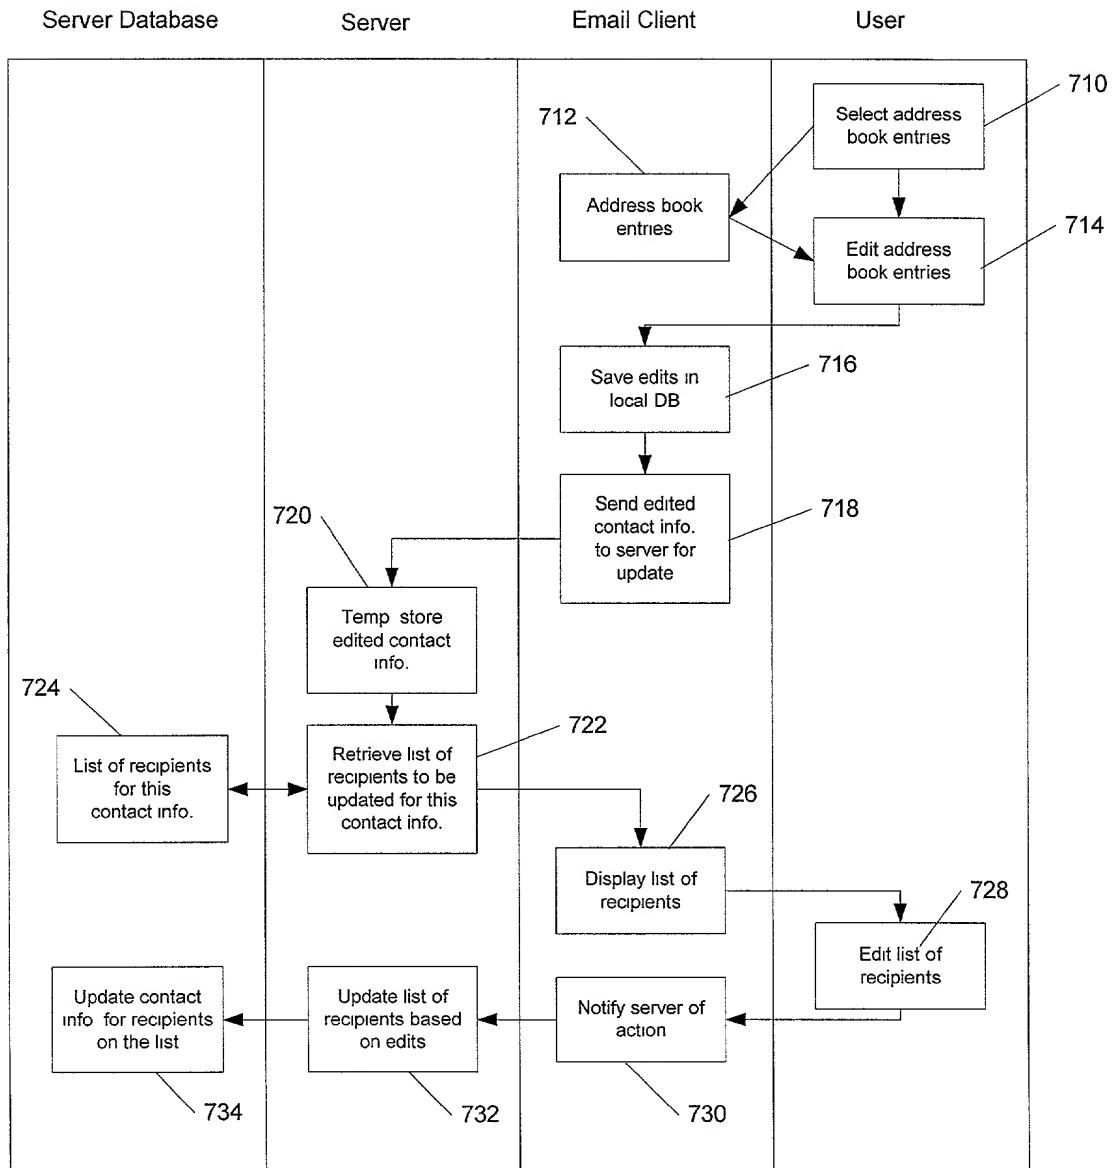 Server Database
Server
Email Client
User
710
Select address
book entries
712
Address book
entries
714
Edit address
book entries
716
Save edits in
local DB
718
Send edited
contact info.
to server for
update
720
Temp store
edited contact
info.
724
List of recipients
for this
contact info.
722
Retrieve list of
recipients to be
updated for this
contact info.
726
Display list of
recipients
728
Edit list of
recipients
Update contact
info for recipients
on the list
Update list of
recipients based
on edits
Notify server of
action
734
732
730